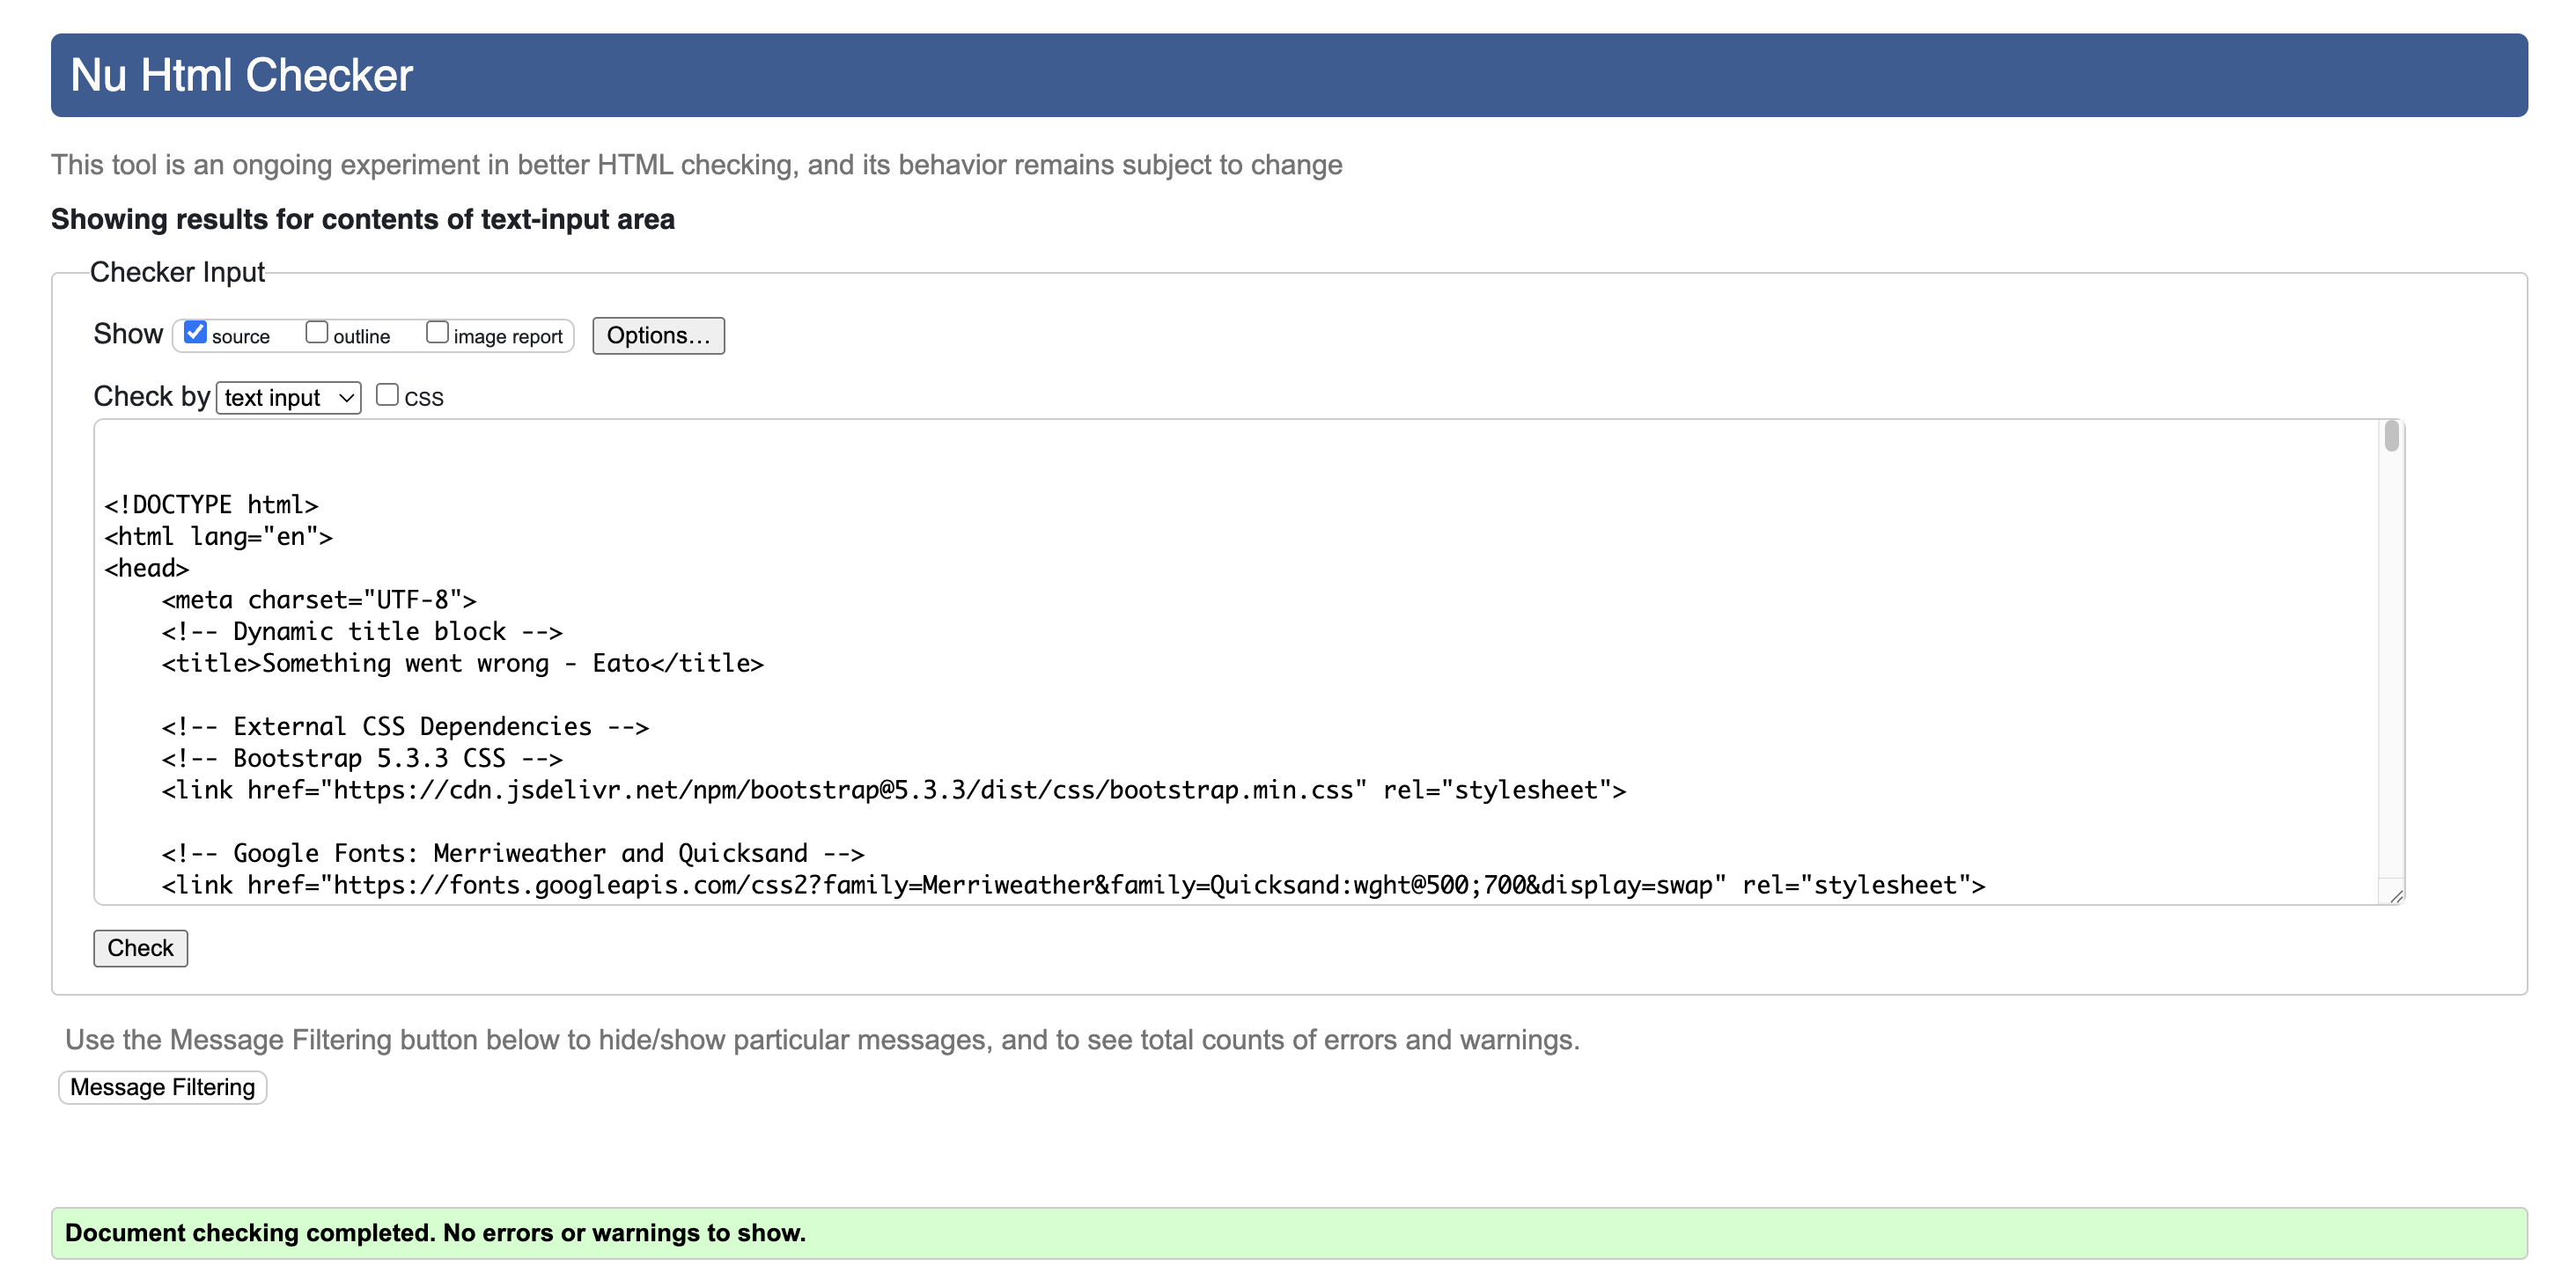 Nu Html Checker
This tool is an ongoing experiment in better HTML checking, and its behavior remains subject to change
Showing results for contents of text-input area
Checker Input
Show source outline image report Options...
Check by text input CSS
<!DOCTYPE html>
<html lang="en">
<head>
    <meta charset="UTF-8">
    <!-- Dynamic title block -->
    <title>Something went wrong - Eato</title>
    <!-- External CSS Dependencies -->
    <!-- Bootstrap 5.3.3 CSS -->
    <link href="https://cdn.jsdelivr.net/npm/bootstrap@5.3.3/dist/css/bootstrap.min.css" rel="stylesheet">
    <!-- Google Fonts: Merriweather and Quicksand -->
    <link href="https://fonts.googleapis.com/css2?family=Merriweather&family=Quicksand:wght@500;700&display=swap" rel="stylesheet">
Check
Use the Message Filtering button below to hide/show particular messages, and to see total counts of errors and warnings.
Message Filtering
Document checking completed. No errors or warnings to show.